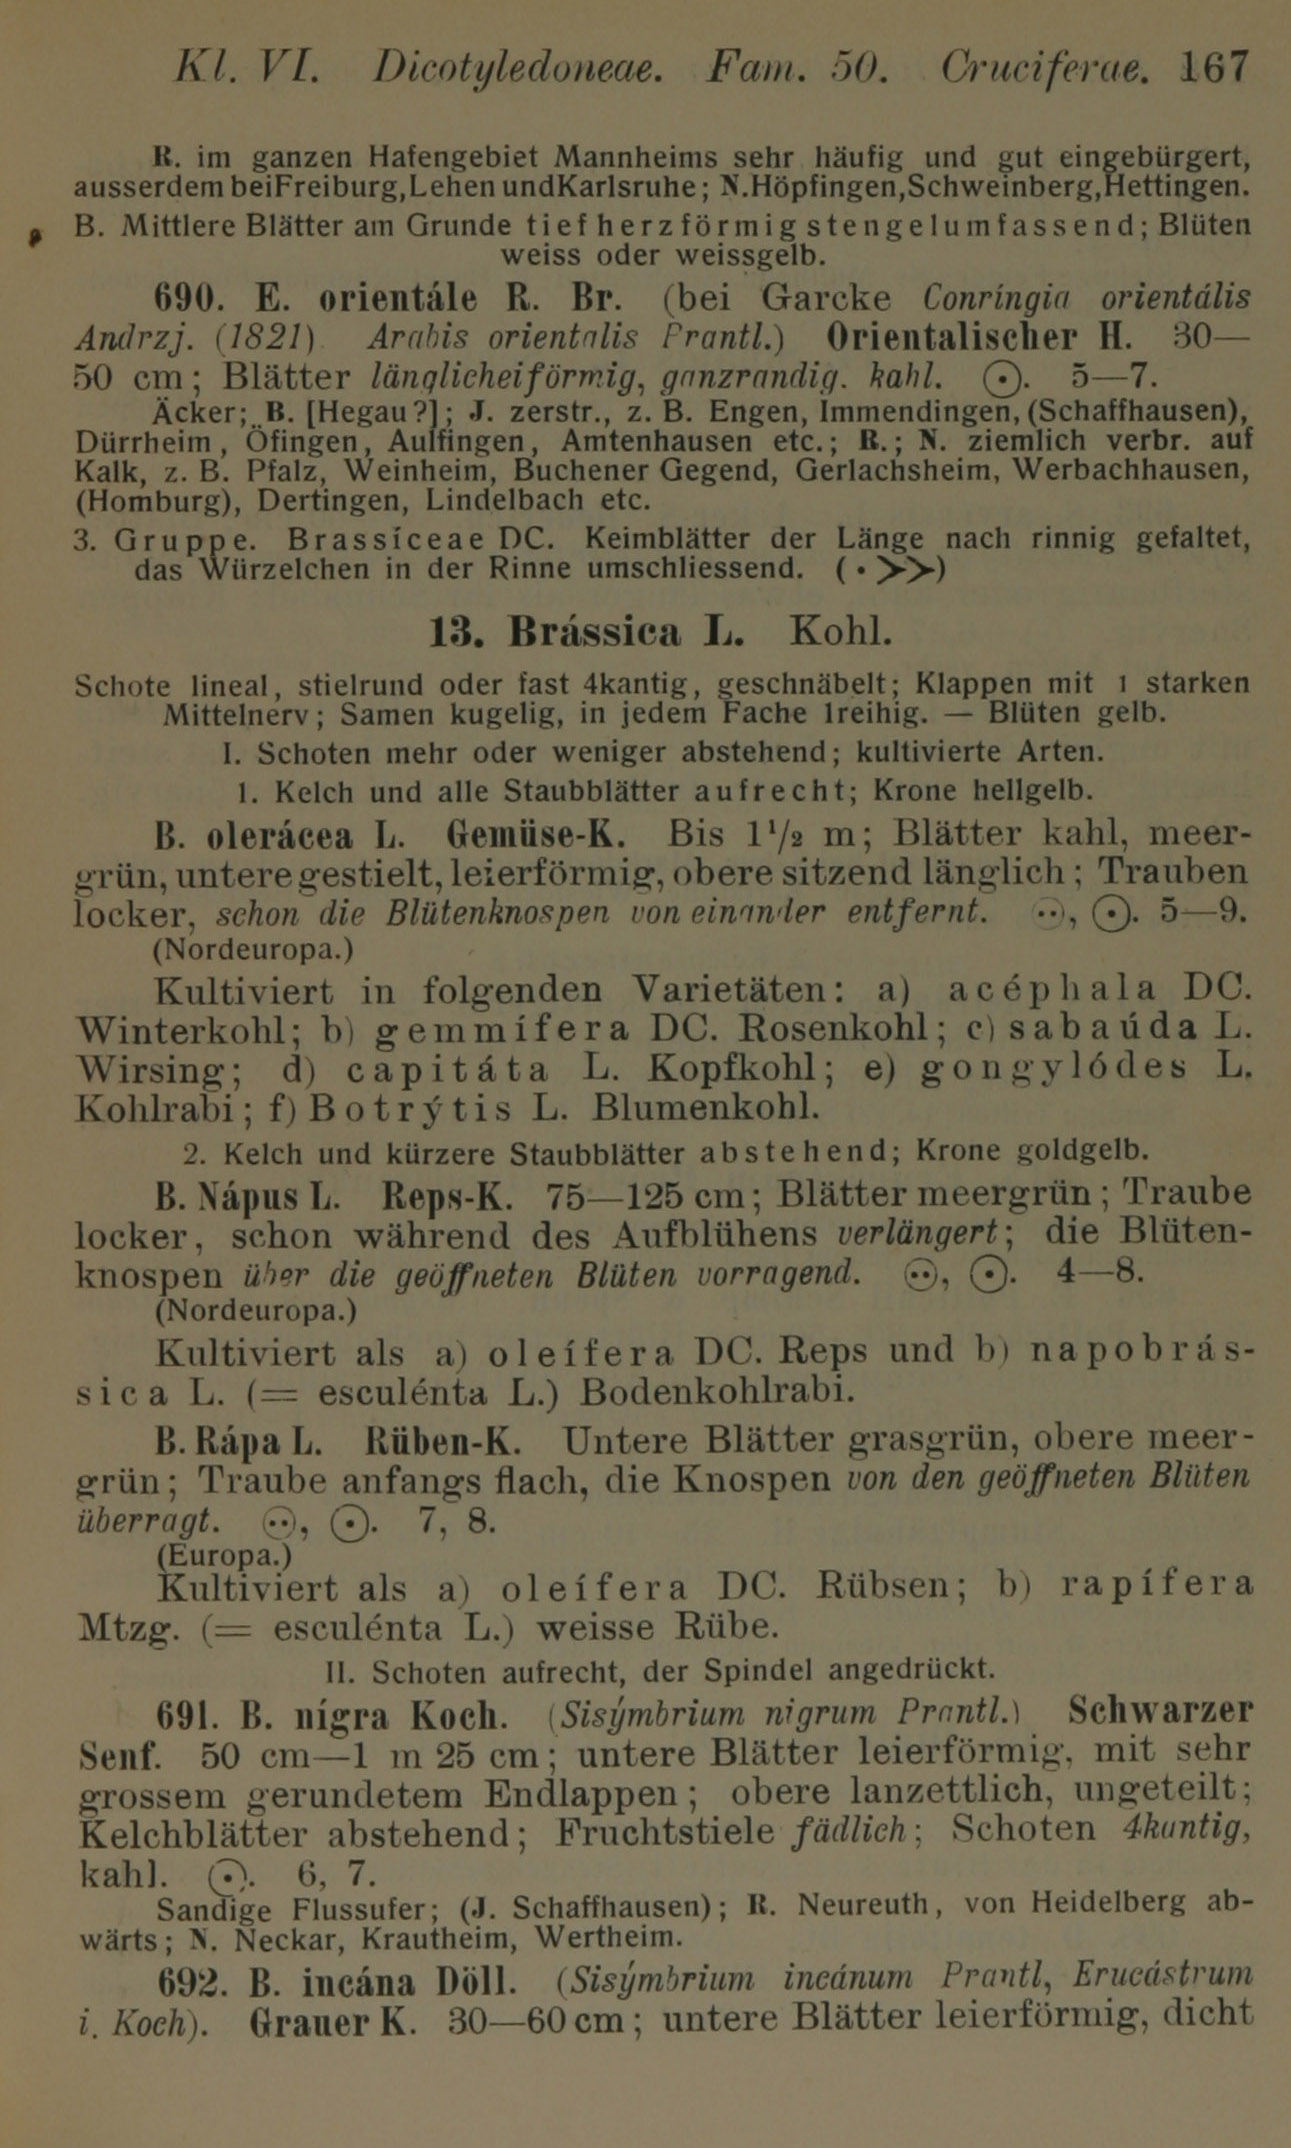 Kl. VI. Dicotyledoneae. Fam. 50. Cruciferae. 167
R. im ganzen Hafengebiet Mannheims sehr häufig und gut eingebürgert,
ausserdem bei Freiburg, Lehen und Karlsruhe; N. Höpfingen, Schweinberg, Hettingen.
B. Mittlere Blätter am Grunde tief herzförmig stengelumfassend; Blüten
weiss oder weissgelb.
690. E. orientále R. Br. (bei Garcke Conríngia orientális
Andrzj. (1821) Arabis orientalis Prantl.) Orientalischer H. 30—
50 cm; Blätter länglicheiförmig, ganzrandig. kahl. ⊙. 5—7.
Äcker; B. [Hegau?]; J. zerstr., z. B. Engen, Immendingen, (Schaffhausen),
Dürrheim, Öfingen, Aulfingen, Amtenhausen etc.; R.; N. ziemlich verbr. auf
Kalk, z. B. Pfalz, Weinheim, Buchener Gegend, Gerlachsheim, Werbachhausen,
(Homburg), Dertingen, Lindelbach etc.
3. Gruppe. Brassíceae DC. Keimblätter der Länge nach rinnig gefaltet,
das Würzelchen in der Rinne umschliessend. (·>>)
13. Brássica L. Kohl.
Schote lineal, stielrund oder fast 4kantig, geschnäbelt; Klappen mit 1 starken
Mittelnerv; Samen kugelig, in jedem Fache 1reihig. — Blüten gelb.
I. Schoten mehr oder weniger abstehend; kultivierte Arten.
1. Kelch und alle Staubblätter aufrecht; Krone hellgelb.
B. olerácea L. Gemüse-K. Bis 1 1/2 m; Blätter kahl, meer-
grün, untere gestielt, leierförmig, obere sitzend länglich; Trauben
locker, schon die Blütenknospen von einander entfernt. ⊙⊙, ⊙. 5—9.
(Nordeuropa.)
Kultiviert in folgenden Varietäten: a) acéphala DC.
Winterkohl; b) gemmífera DC. Rosenkohl; c) sabaúda L.
Wirsing; d) capitáta L. Kopfkohl; e) gongylódes L.
Kohlrabi; f) Botrýtis L. Blumenkohl.
2. Kelch und kürzere Staubblätter abstehend; Krone goldgelb.
B. Nápus L. Reps-K. 75—125 cm; Blätter meergrün; Traube
locker, schon während des Aufblühens verlängert; die Blüten-
knospen über die geöffneten Blüten vorragend. ⊙⊙, ⊙. 4—8.
(Nordeuropa.)
Kultiviert als a) oleífera DC. Reps und b) napobrás-
sica L. (= esculénta L.) Bodenkohlrabi.
B. Rápa L. Rüben-K. Untere Blätter grasgrün, obere meer-
grün; Traube anfangs flach, die Knospen von den geöffneten Blüten
überragt. ⊙⊙, ⊙. 7, 8.
(Europa.)
Kultiviert als a) oleífera DC. Rübsen; b) rapífera
Mtzg. (= esculénta L.) weisse Rübe.
II. Schoten aufrecht, der Spindel angedrückt.
691. B. nígra Koch. (Sisýmbrium nigrum Prantl.) Schwarzer
Senf. 50 cm—1 m 25 cm; untere Blätter leierförmig, mit sehr
grossem gerundetem Endlappen; obere lanzettlich, ungeteilt;
Kelchblätter abstehend; Fruchtstiele fädlich; Schoten 4kantig,
kahl. ⊙. 6, 7.
Sandige Flussufer; (J. Schaffhausen); R. Neureuth, von Heidelberg ab-
wärts; N. Neckar, Krautheim, Wertheim.
692. B. incána Döll. (Sisýmbrium incánum Prantl, Erucástrum
i. Koch). Grauer K. 30—60 cm; untere Blätter leierförmig, dicht